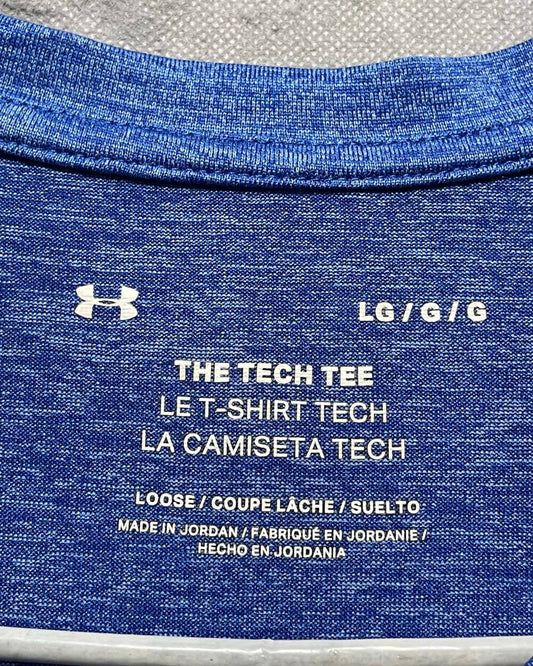 LG / G / G
THE TECH TEE
LE T-SHIRT TECH
LA CAMISETA TECH
LOOSE / COUPE LÂCHE / SUELTO
MADE IN JORDAN / FABRIQUÉ EN JORDANIE /
HECHO EN JORDANIA